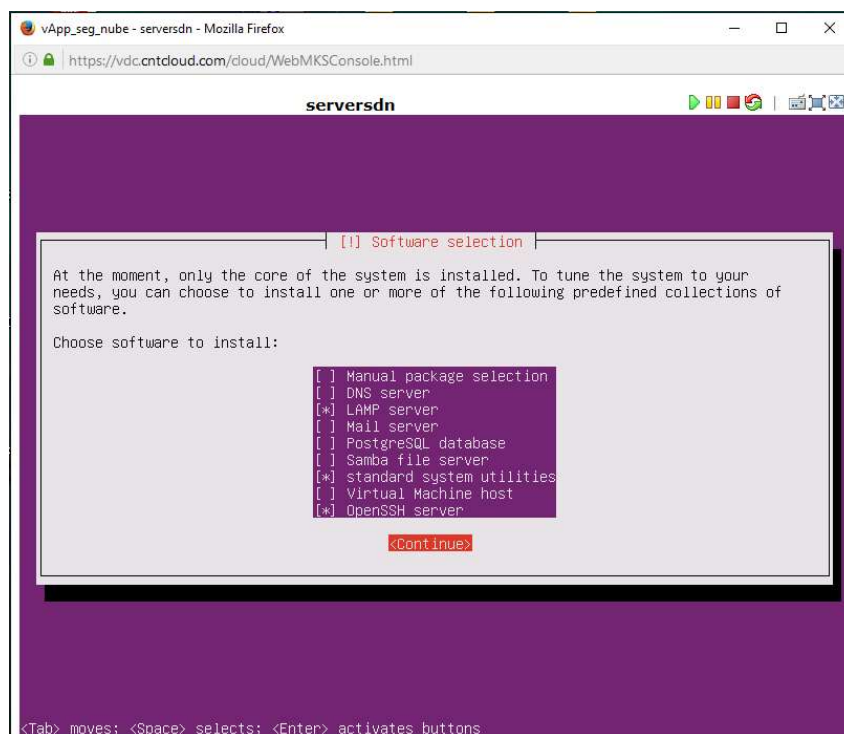 vApp_seg_nube - serversdn - Mozilla Firefox
https://vdc.cntcloud.com/cloud/WebMKSConsole.html
serversdn
[!] Software selection
At the moment, only the core of the system is installed. To tune the system to your
needs, you can choose to install one or more of the following predefined collections of
software.
Choose software to install:
[ ] Manual package selection
[ ] DNS server
[*] LAMP server
[ ] Mail server
[ ] PostgreSQL database
[ ] Samba file server
[*] standard system utilities
[ ] Virtual Machine host
[*] OpenSSH server
<Continue>
<Tab> moves; <Space> selects; <Enter> activates buttons